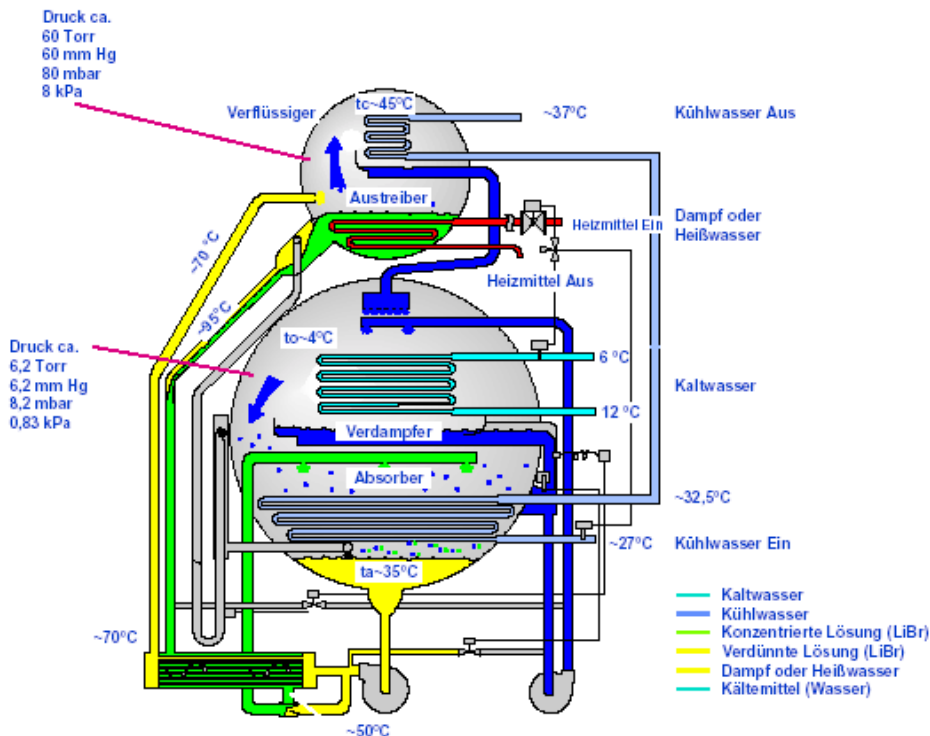 Druck ca.
60 Torr
60 mm Hg
80 mbar
8 kPa
Verflüssiger
tc~45°C
~37°C
Kühlwasser Aus
Austreiber
Heizmittel Ein
Dampf oder
Heißwasser
~70 °C
Heizmittel Aus
~95°C
to~4°C
Druck ca.
6,2 Torr
6,2 mm Hg
8,2 mbar
0,83 kPa
6 °C
Kaltwasser
12 °C
Verdampfer
Absorber
~32,5°C
~27°C
Kühlwasser Ein
ta~35°C
Kaltwasser
Kühlwasser
Konzentrierte Lösung (LiBr)
Verdünnte Lösung (LiBr)
Dampf oder Heißwasser
Kältemittel (Wasser)
~70°C
~50°C